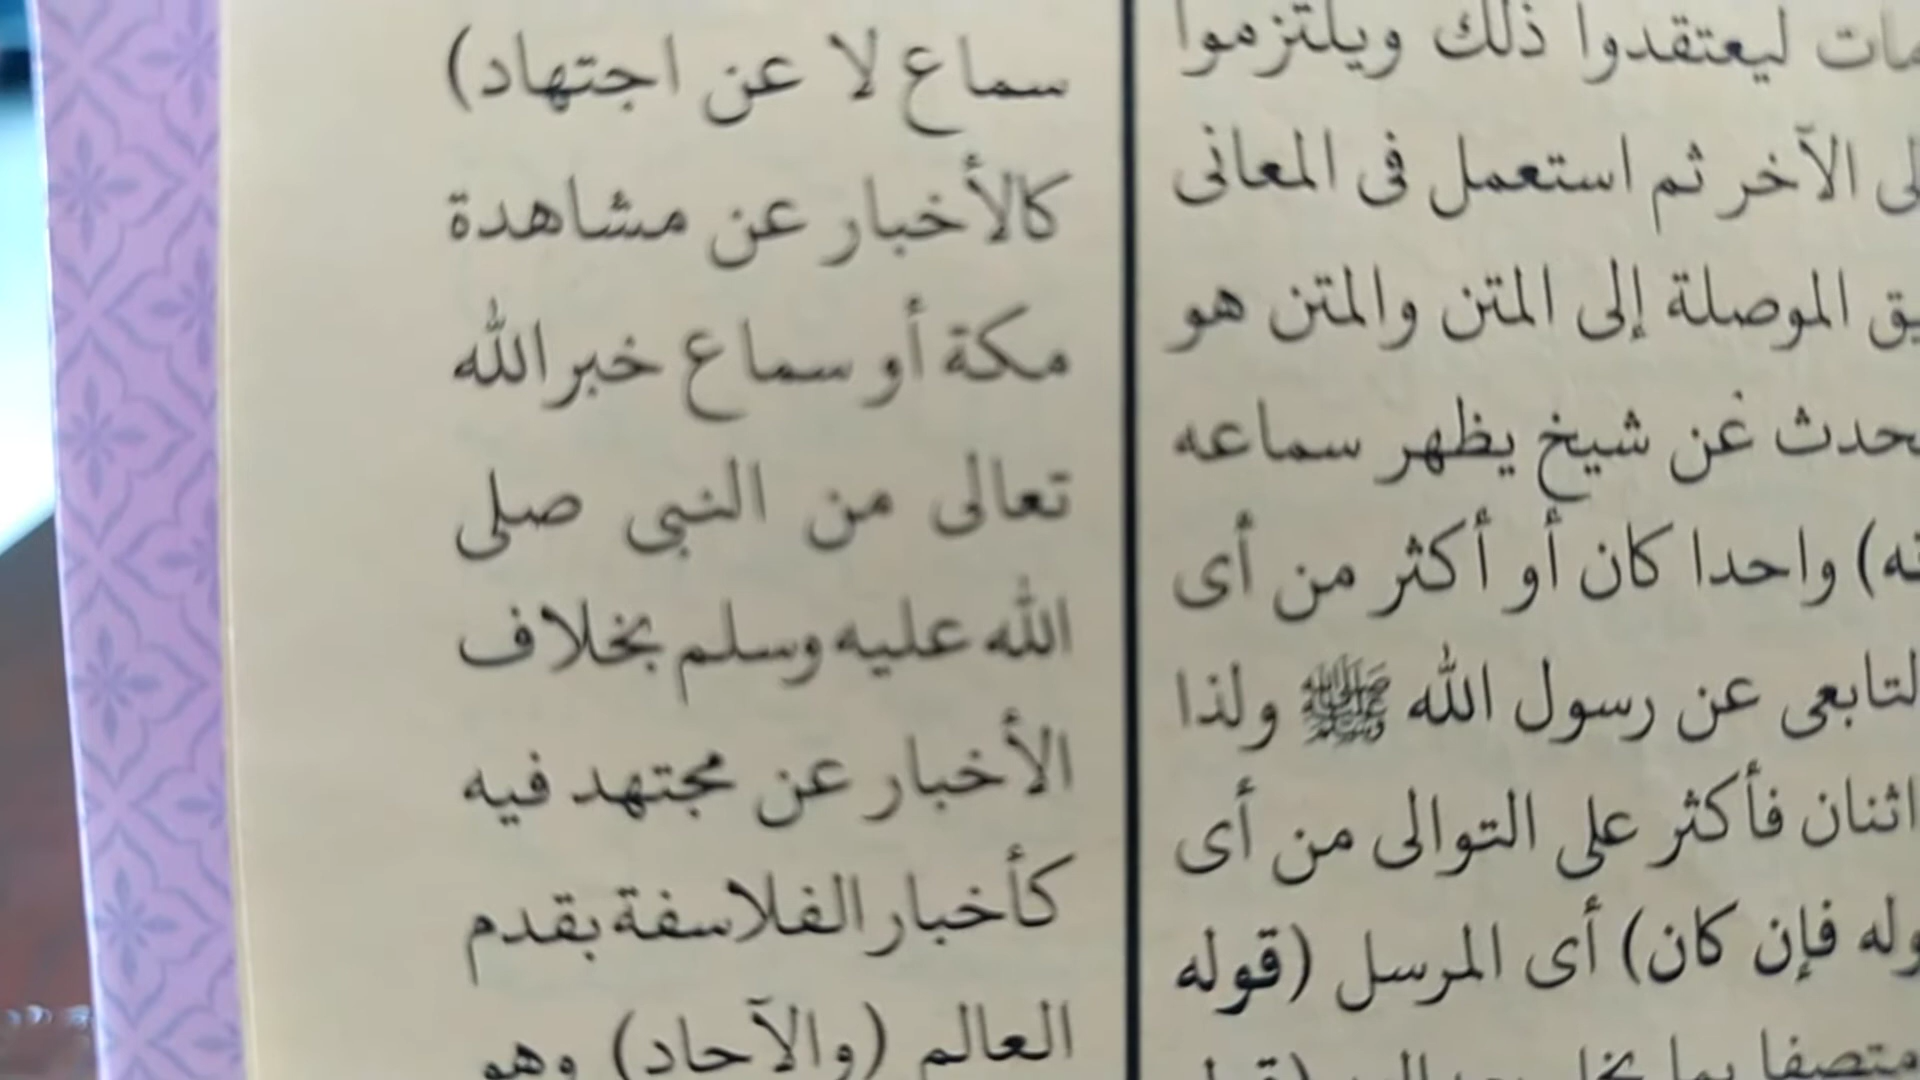 ليعتقدوا ذلك ويلتزموا
الآخر ثم استعمل فى المعانى
الموصلة إلى المتن والمتن هو
غن شيخ يظهر سماعه
واحدا كان أو أكثر من أى
عن رسول الله ﷺ ولذا
اثنان فأكثر على التوالى من أى
فإن كان) أى المرسل (قوله
سماع لا عن اجتهاد)
كالأخبار عن مشاهدة
مكة أو سماع خبر الله
تعالى من النبى صلى
الله عليه وسلم بخلاف
الأخبار عن مجتهد فيه
كأخبار الفلاسفة بقدم
العالم (والآحاد) وهو